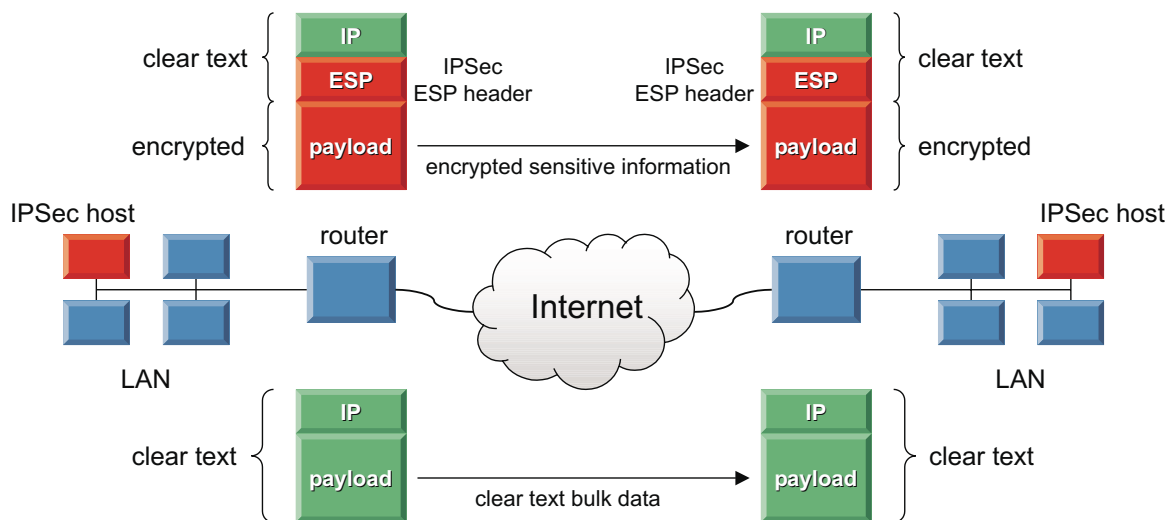 clear text
IP
ESP
IPSec
ESP header
encrypted
payload
encrypted sensitive information
IPSec
ESP header
IP
ESP
payload
clear text
encrypted
IPSec host
router
Internet
router
IPSec host
LAN
LAN
clear text
IP
payload
clear text bulk data
IP
payload
clear text